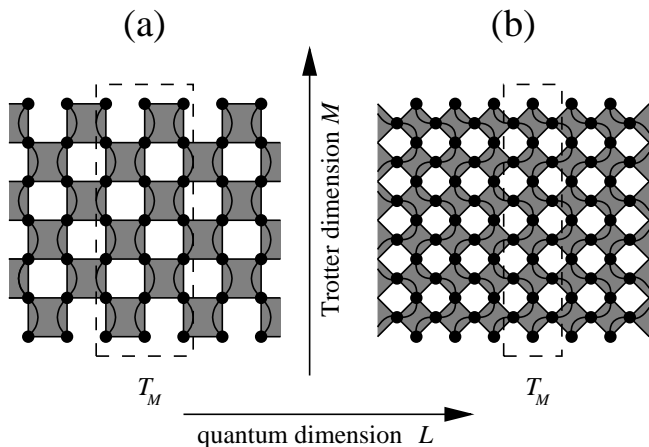 (a)
(b)
Trotter dimension M
T_M
T_M
quantum dimension L